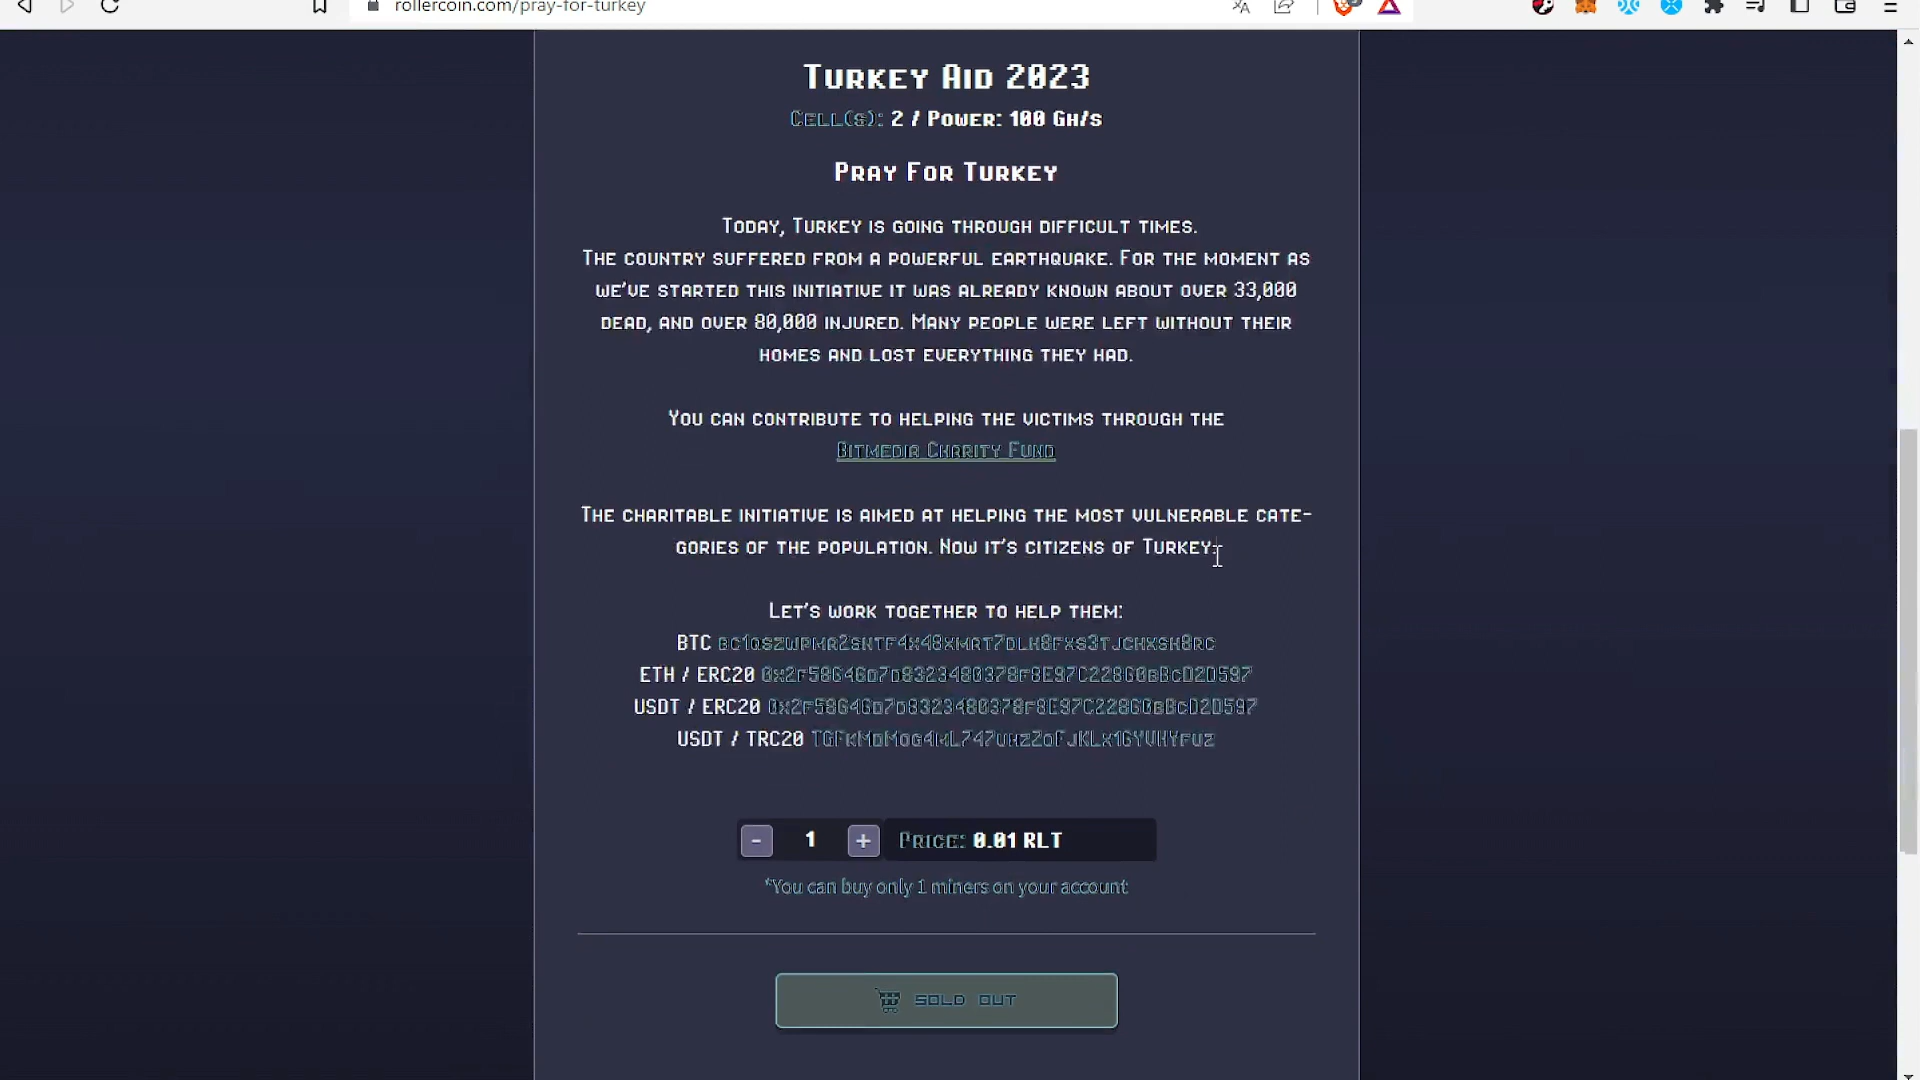 rollercoin.com/pray-for-turkey
Turkey Aid 2023
Cell(s): 2 / Power: 100 Gh/s
Pray For Turkey
Today, Turkey is going through difficult times.
The country suffered from a powerful earthquake. For the moment as
we've started this initiative it was already known about over 33,000
dead, and over 80,000 injured. Many people were left without their
homes and lost everything they had.
You can contribute to helping the victims through the
Bitmedia Charity Fund
The charitable initiative is aimed at helping the most vulnerable cate-
gories of the population. Now it's citizens of Turkey.
Let's work together to help them:
BTC
ETH / ERC20
USDT / ERC20
USDT / TRC20
- 1 + Price: 0.01 RLT
*You can buy only 1 miners on your account
SOLD OUT